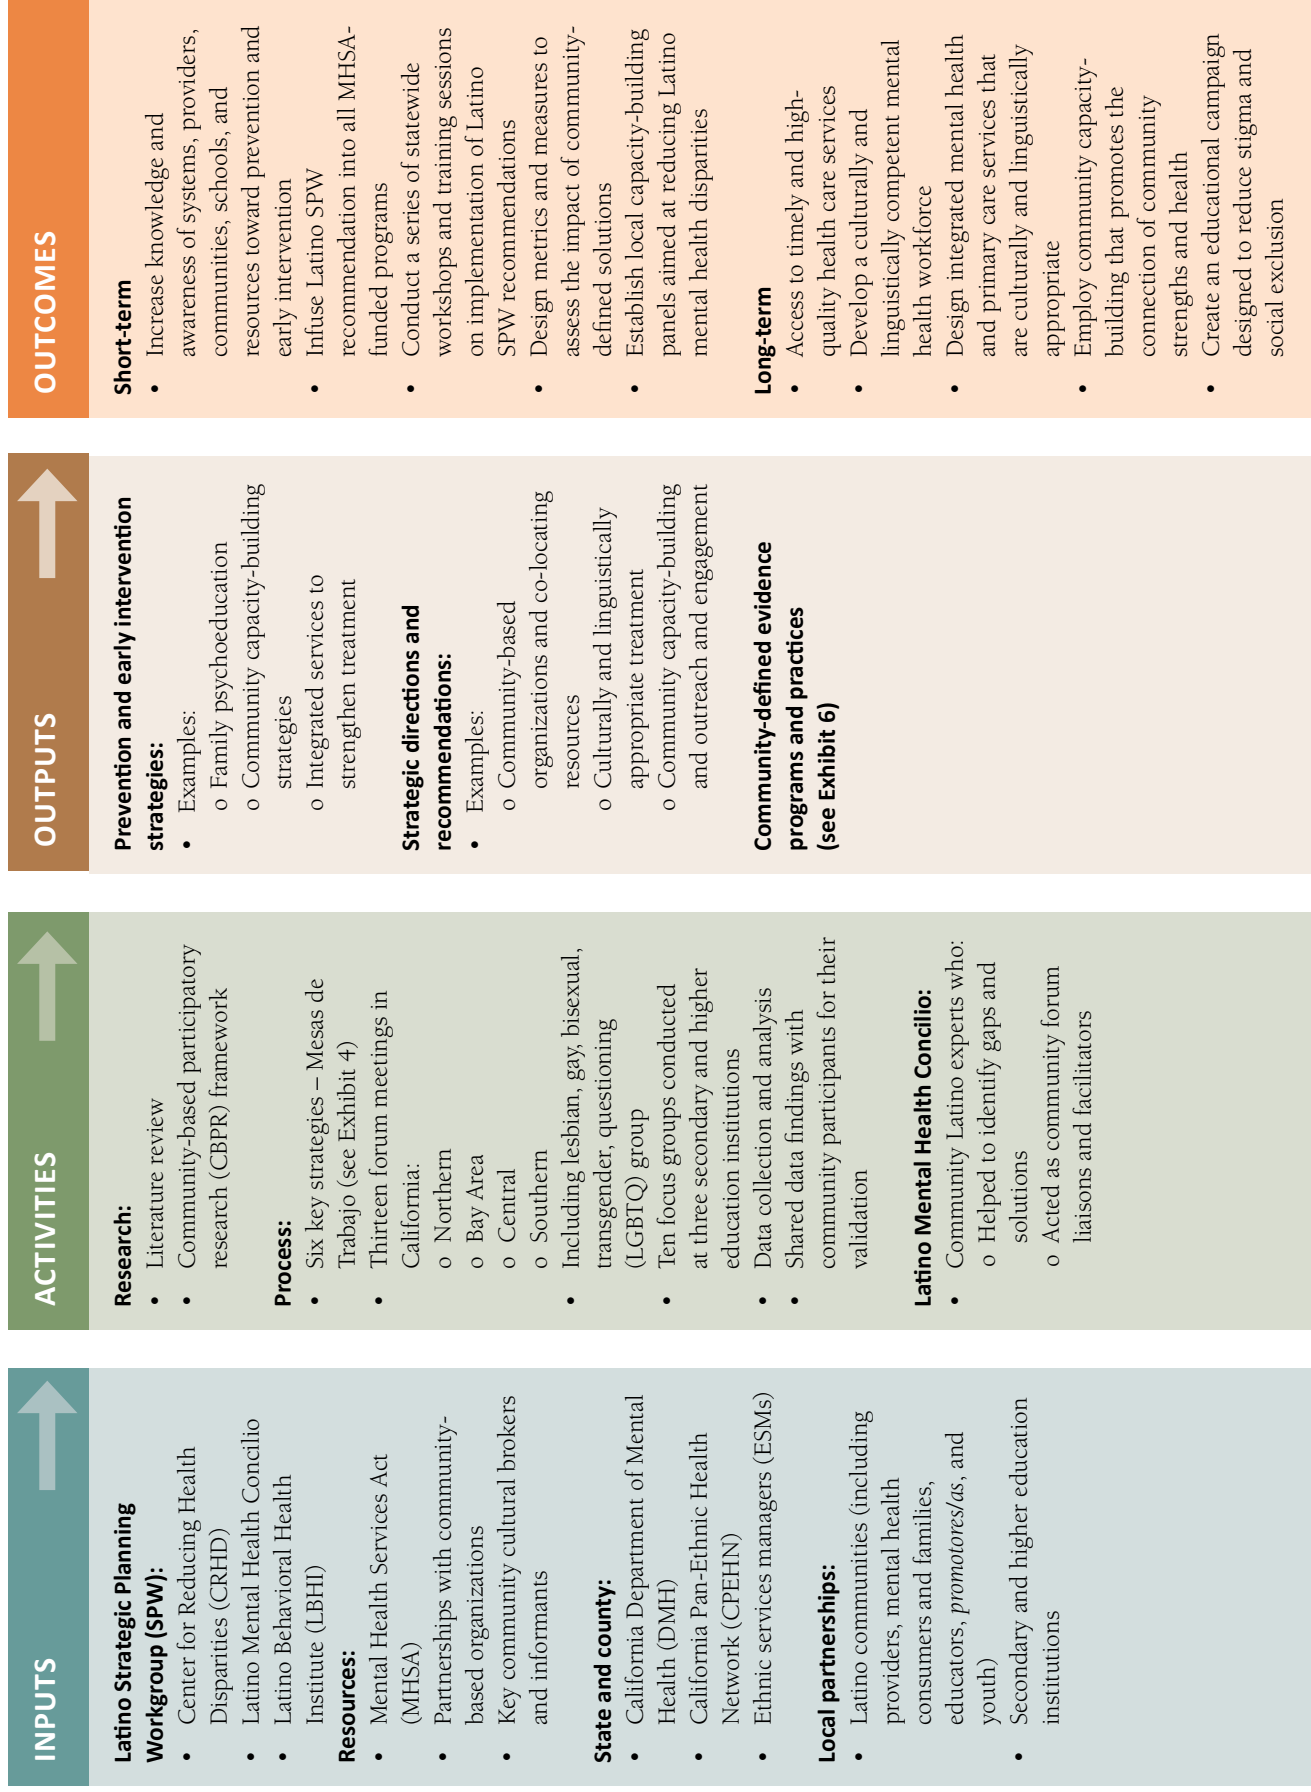 INPUTS
Latino Strategic Planning
Workgroup (SPW):
• Center for Reducing Health
Disparities (CRHD)
• Latino Mental Health Concilio
• Latino Behavioral Health
Institute (LBHI)
Resources:
• Mental Health Services Act
(MHSA)
• Partnerships with community-
based organizations
• Key community cultural brokers
and informants
State and county:
• California Department of Mental
Health (DMH)
• California Pan-Ethnic Health
Network (CPEHN)
• Ethnic services managers (ESMs)
Local partnerships:
• Latino communities (including
providers, mental health
consumers and families,
educators, promotores/as, and
youth)
• Secondary and higher education
institutions
ACTIVITIES
Research:
• Literature review
• Community-based participatory
research (CBPR) framework
Process:
• Six key strategies – Mesas de
Trabajo (see Exhibit 4)
• Thirteen forum meetings in
California:
o Northern
o Bay Area
o Central
o Southern
• Including lesbian, gay, bisexual,
transgender, questioning
(LGBTQ) group
• Ten focus groups conducted
at three secondary and higher
education institutions
• Data collection and analysis
• Shared data findings with
community participants for their
validation
Latino Mental Health Concilio:
• Community Latino experts who:
o Helped to identify gaps and
solutions
o Acted as community forum
liaisons and facilitators
OUTPUTS
Prevention and early intervention
strategies:
• Examples:
o Family psychoeducation
o Community capacity-building
strategies
o Integrated services to
strengthen treatment
Strategic directions and
recommendations:
• Examples:
o Community-based
organizations and co-locating
resources
o Culturally and linguistically
appropriate treatment
o Community capacity-building
and outreach and engagement
Community-defined evidence
programs and practices
(see Exhibit 6)
OUTCOMES
Short-term
• Increase knowledge and
awareness of systems, providers,
communities, schools, and
resources toward prevention and
early intervention
• Infuse Latino SPW
recommendation into all MHSA-
funded programs
• Conduct a series of statewide
workshops and training sessions
on implementation of Latino
SPW recommendations
• Design metrics and measures to
assess the impact of community-
defined solutions
• Establish local capacity-building
panels aimed at reducing Latino
mental health disparities
Long-term
• Access to timely and high-
quality health care services
• Develop a culturally and
linguistically competent mental
health workforce
• Design integrated mental health
and primary care services that
are culturally and linguistically
appropriate
• Employ community capacity-
building that promotes the
connection of community
strengths and health
• Create an educational campaign
designed to reduce stigma and
social exclusion